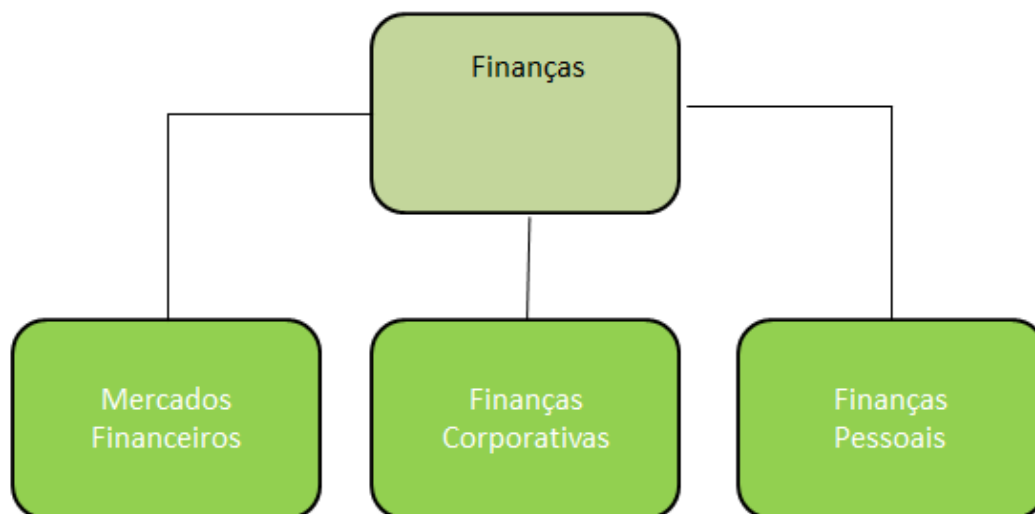 Finanças
Mercados
Financeiros
Finanças
Corporativas
Finanças
Pessoais